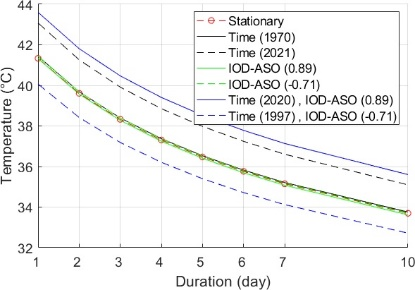 44
42
40
38
36
34
32
Temperature (°C)
Stationary
Time (1970)
Time (2021)
IOD-ASO (0.89)
IOD-ASO (-0.71)
Time (2020) , IOD-ASO (0.89)
Time (1997) , IOD-ASO (-0.71)
1 2 3 4 5 6 7 10
Duration (day)